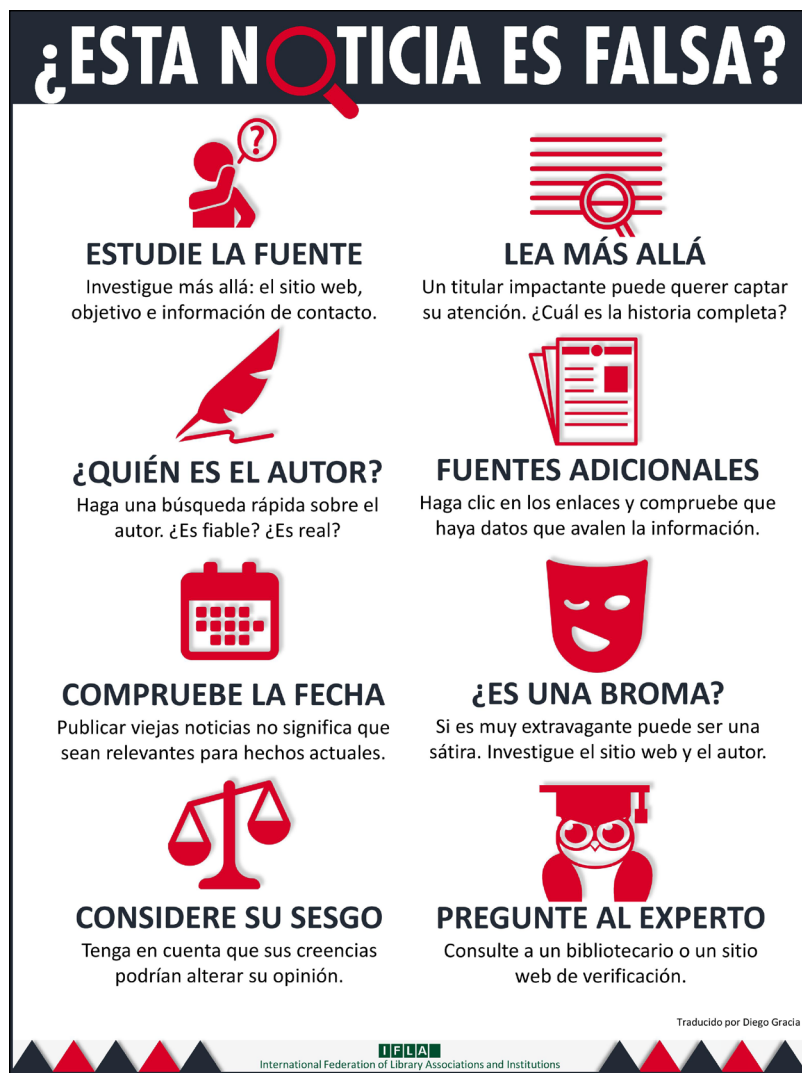 ¿ESTA NOTICIA ES FALSA?
?
ESTUDIE LA FUENTE
Investigue más allá: el sitio web,
objetivo e información de contacto.
LEA MÁS ALLÁ
Un titular impactante puede querer captar
su atención. ¿Cuál es la historia completa?
¿QUIÉN ES EL AUTOR?
Haga una búsqueda rápida sobre el
autor. ¿Es fiable? ¿Es real?
FUENTES ADICIONALES
Haga clic en los enlaces y compruebe que
haya datos que avalen la información.
COMPRUEBE LA FECHA
Publicar viejas noticias no significa que
sean relevantes para hechos actuales.
¿ES UNA BROMA?
Si es muy extravagante puede ser una
sátira. Investigue el sitio web y el autor.
CONSIDERE SU SESGO
Tenga en cuenta que sus creencias
podrían alterar su opinión.
PREGUNTE AL EXPERTO
Consulte a un bibliotecario o un sitio
web de verificación.
Traducido por Diego Gracia
IFLA
International Federation of Library Associations and Institutions